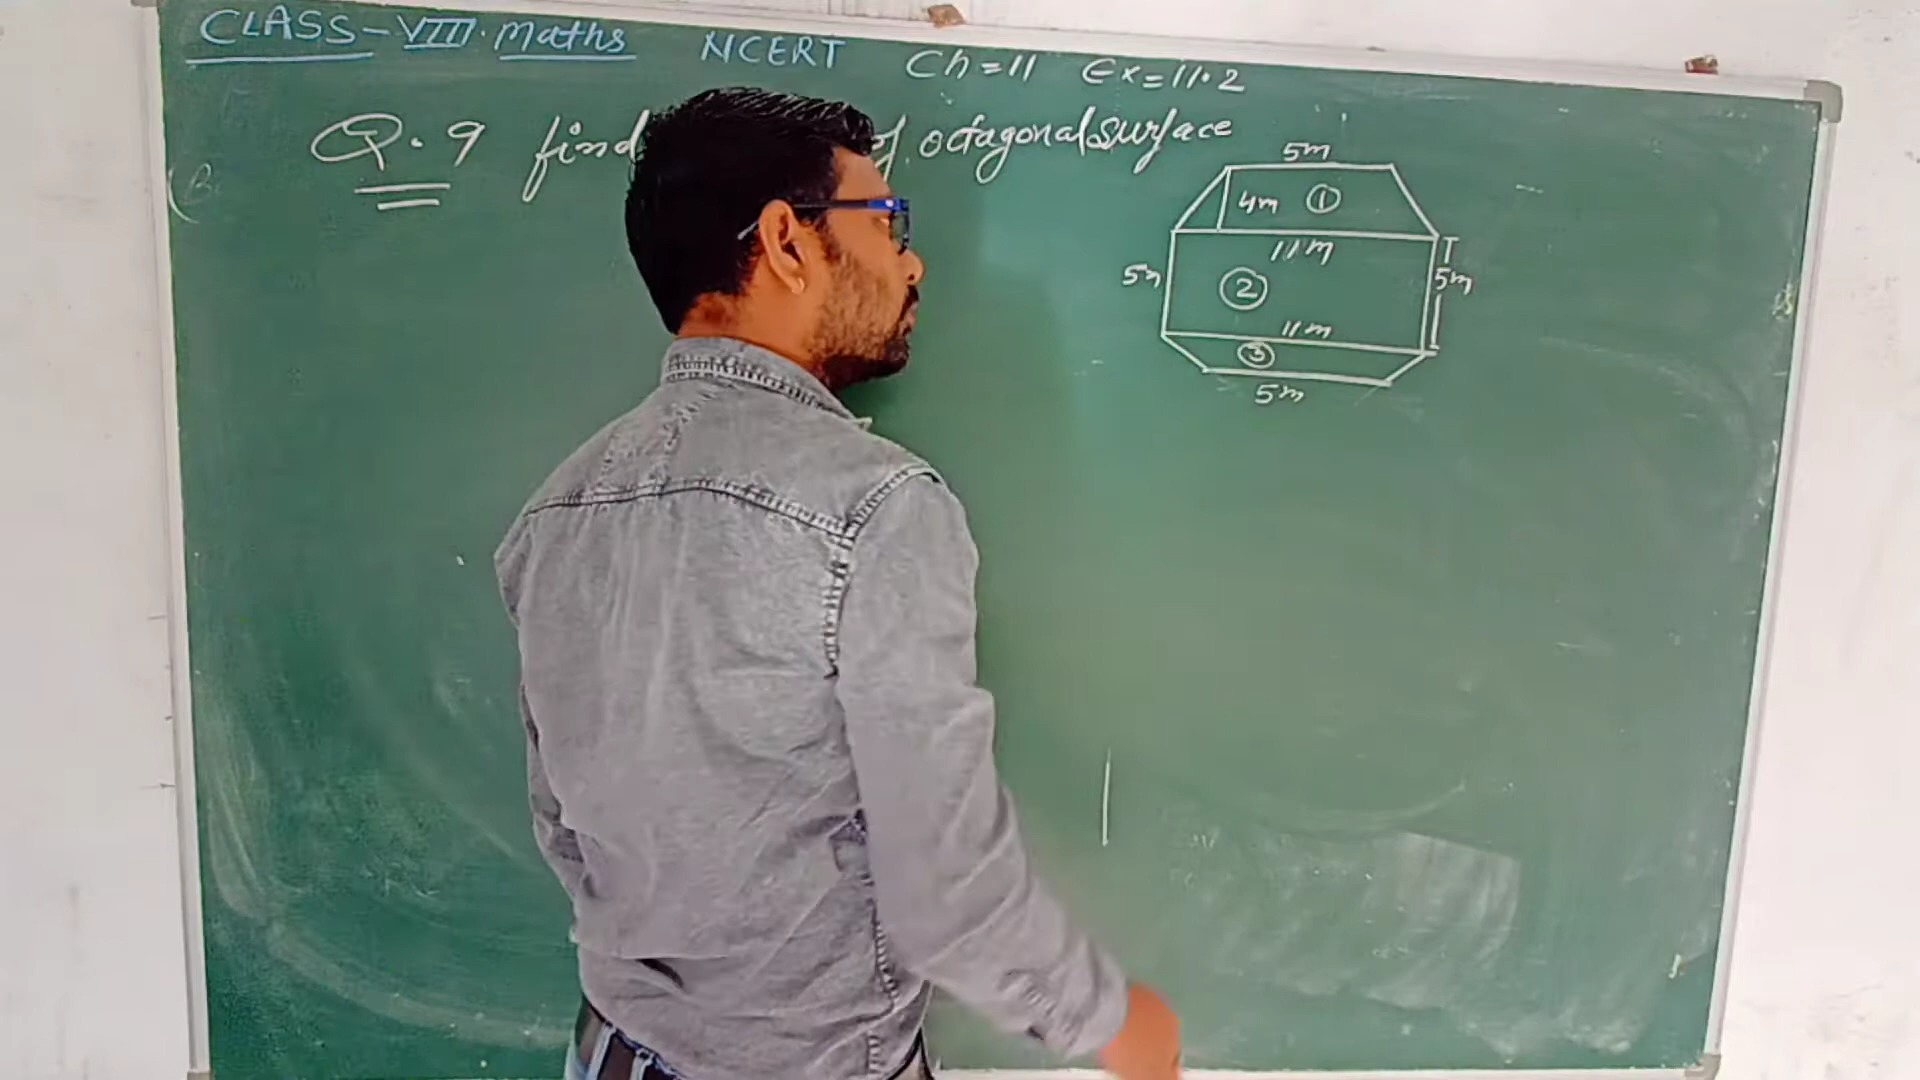 CLASS-VIII. Maths NCERT Ch=11 Ex=11.2
Q.9 find of octagonal surface
5m
4m 1
11m
5m 2 5m
11m
3
5m